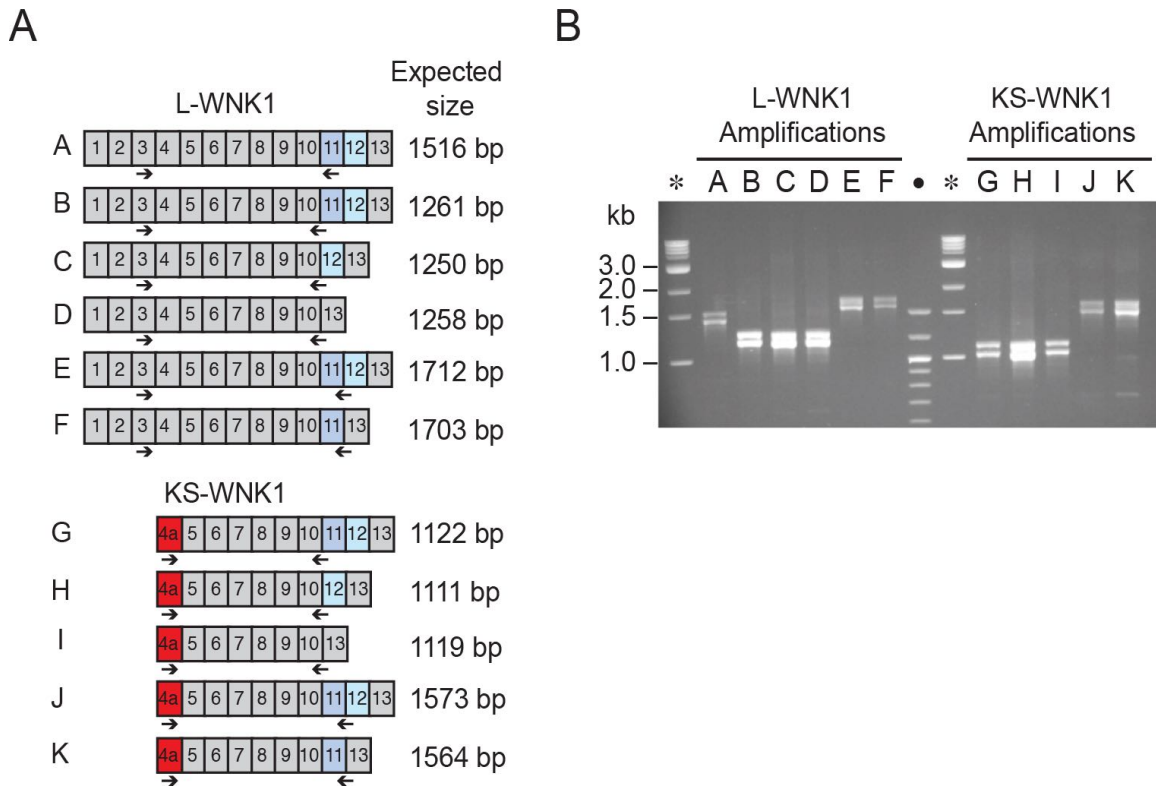 A
L-WNK1
Expected
size
A 1 2 3 4 5 6 7 8 9 10 11 12 13 1516 bp
B 1 2 3 4 5 6 7 8 9 10 11 12 13 1261 bp
C 1 2 3 4 5 6 7 8 9 10 12 13 1250 bp
D 1 2 3 4 5 6 7 8 9 10 13 1258 bp
E 1 2 3 4 5 6 7 8 9 10 11 12 13 1712 bp
F 1 2 3 4 5 6 7 8 9 10 11 13 1703 bp
KS-WNK1
G 4a 5 6 7 8 9 10 11 12 13 1122 bp
H 4a 5 6 7 8 9 10 12 13 1111 bp
I 4a 5 6 7 8 9 10 13 1119 bp
J 4a 5 6 7 8 9 10 11 12 13 1573 bp
K 4a 5 6 7 8 9 10 11 13 1564 bp
B
L-WNK1
Amplifications
KS-WNK1
Amplifications
* A B C D E F • * G H I J K
kb
3.0
2.0
1.5
1.0